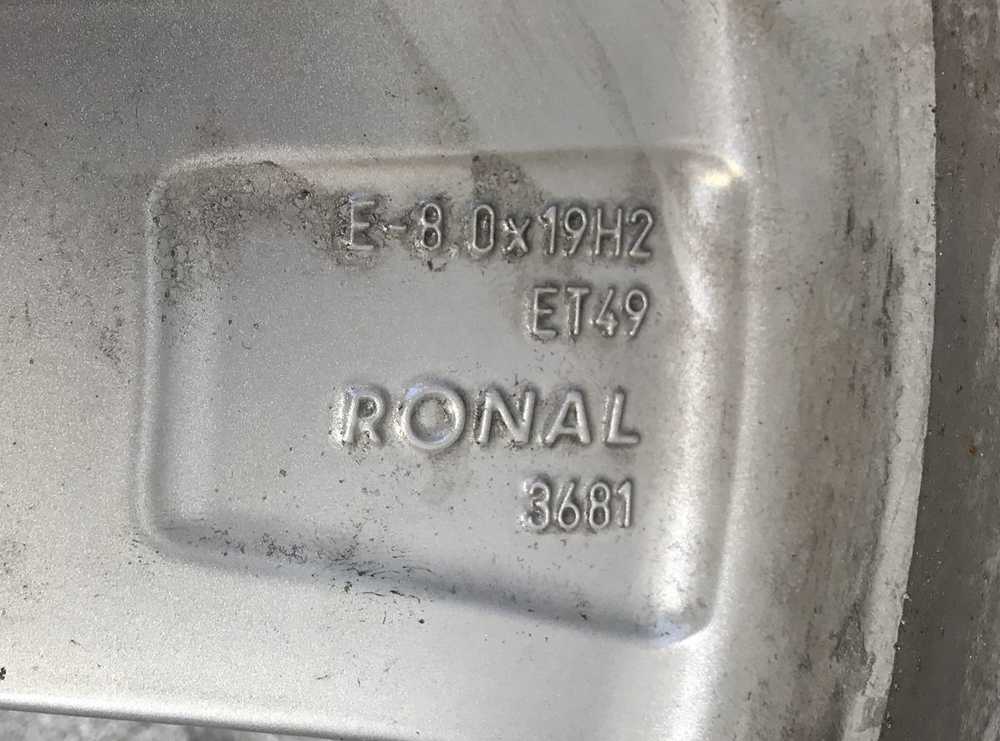 E-8.0x19H2
ET49
RONAL
3681